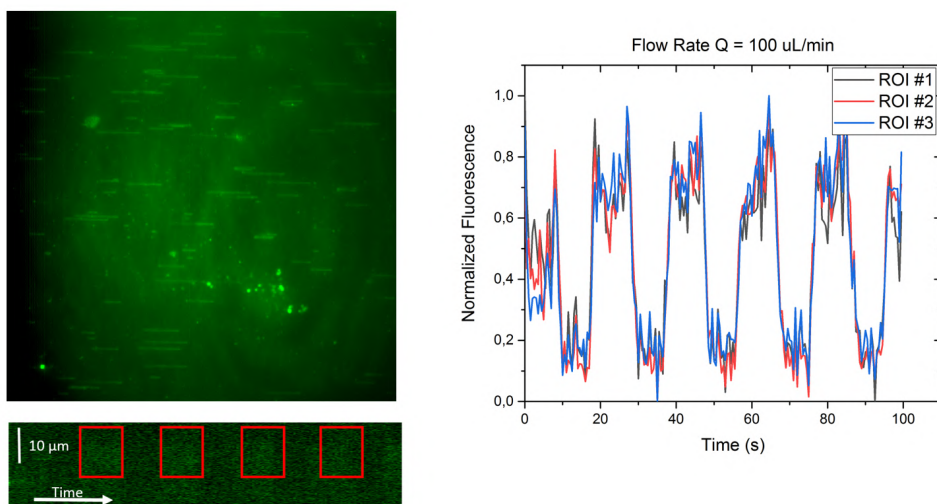 10 μm
Time
Flow Rate Q = 100 uL/min
ROI #1
ROI #2
ROI #3
Normalized Fluorescence
1,0
0,8
0,6
0,4
0,2
0,0
0 20 40 60 80 100
Time (s)